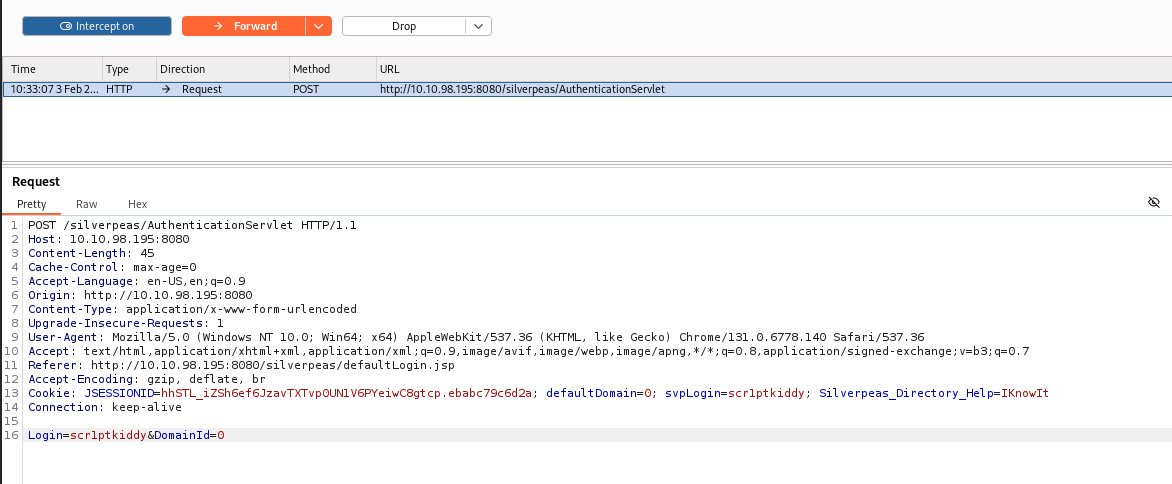 Intercept on Forward Drop
Time Type Direction Method URL
10:33:07 3 Feb 2... HTTP → Request POST http://10.10.98.195:8080/silverpeas/AuthenticationServlet
Request
Pretty Raw Hex
1 POST /silverpeas/AuthenticationServlet HTTP/1.1
2 Host: 10.10.98.195:8080
3 Content-Length: 45
4 Cache-Control: max-age=0
5 Accept-Language: en-US,en;q=0.9
6 Origin: http://10.10.98.195:8080
7 Content-Type: application/x-www-form-urlencoded
8 Upgrade-Insecure-Requests: 1
9 User-Agent: Mozilla/5.0 (Windows NT 10.0; Win64; x64) AppleWebKit/537.36 (KHTML, like Gecko) Chrome/131.0.6778.140 Safari/537.36
10 Accept: text/html,application/xhtml+xml,application/xml;q=0.9,image/avif,image/webp,image/apng,*/*;q=0.8,application/signed-exchange;v=b3;q=0.7
11 Referer: http://10.10.98.195:8080/silverpeas/defaultLogin.jsp
12 Accept-Encoding: gzip, deflate, br
13 Cookie: JSESSIONID=hhSTL_iZSh6ef6JzavTXTvp0UN1V6PYeiwC8gtcp.ebabc79c6d2a; defaultDomain=0; svpLogin=scr1ptkiddy; Silverpeas_Directory_Help=IKnowIt
14 Connection: keep-alive
15
16 Login=scr1ptkiddy&DomainId=0